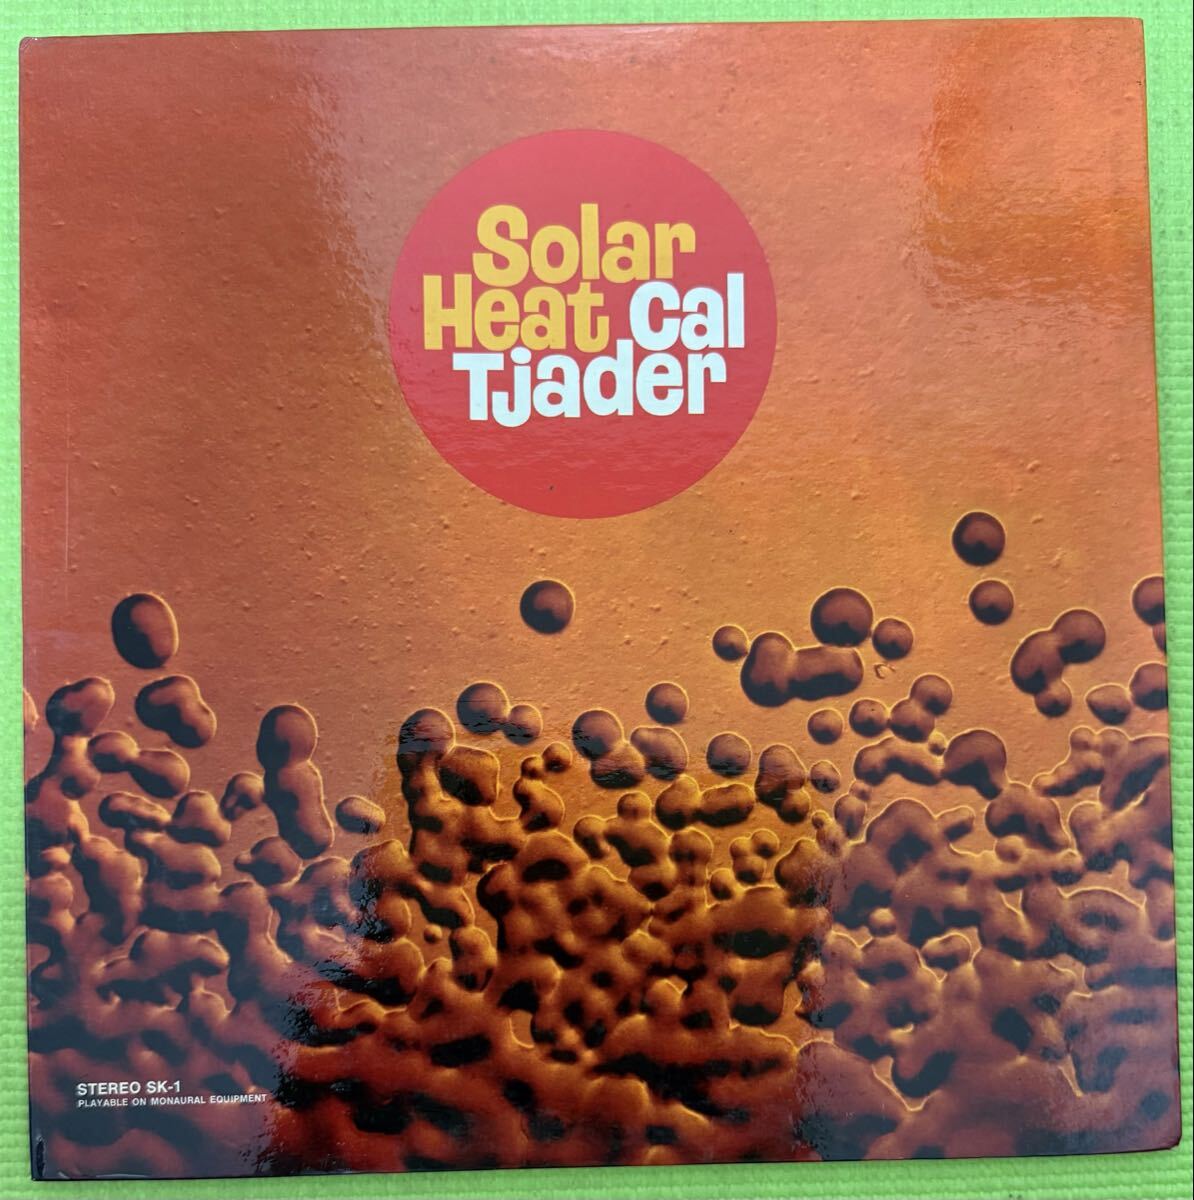 Solar
Heat Cal
Tjader
STEREO SK-1
PLAYABLE ON MONAURAL EQUIPMENT